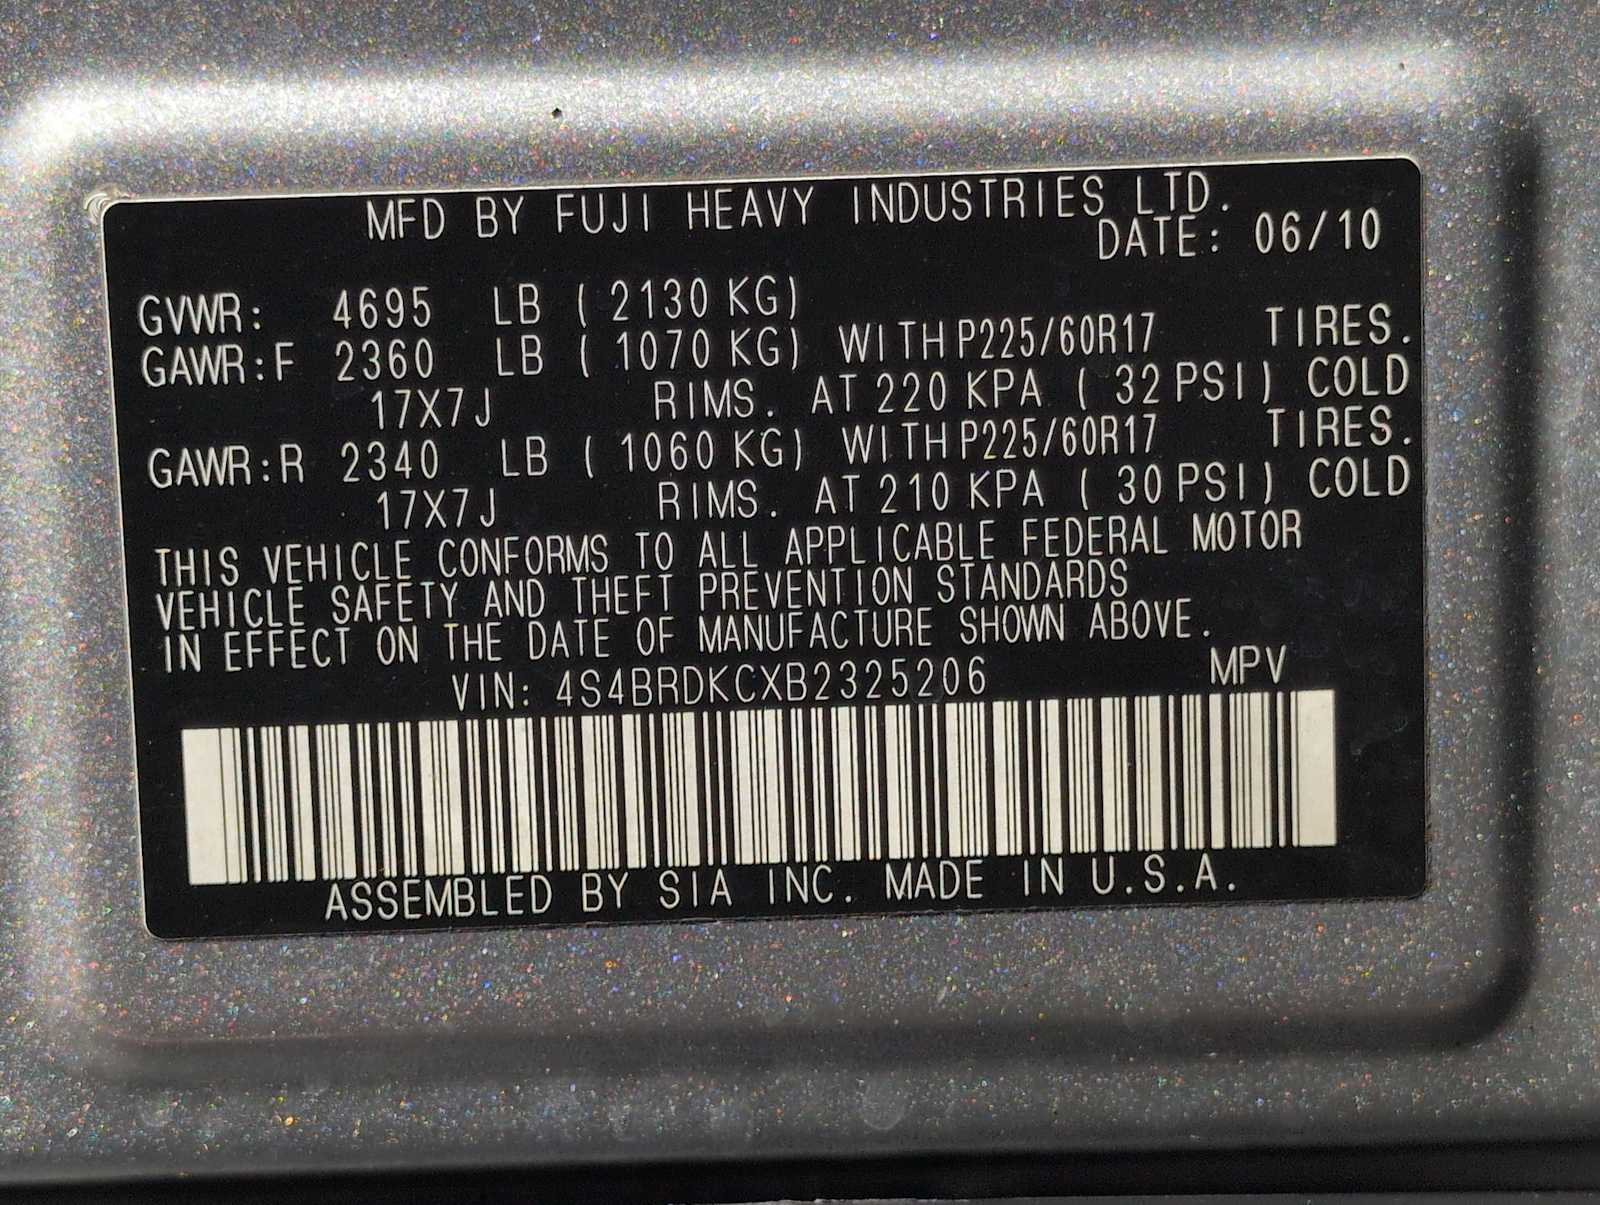 MFD BY FUJI HEAVY INDUSTRIES LTD.
DATE: 06/10
GVWR: 4695 LB ( 2130 KG)
GAWR:F 2360 LB ( 1070 KG) WITH P225/60R17 TIRES.
17X7J RIMS. AT 220 KPA ( 32 PSI) COLD
GAWR:R 2340 LB ( 1060 KG) WITH P225/60R17 TIRES.
17X7J RIMS. AT 210 KPA ( 30 PSI) COLD
THIS VEHICLE CONFORMS TO ALL APPLICABLE FEDERAL MOTOR
VEHICLE SAFETY AND THEFT PREVENTION STANDARDS
IN EFFECT ON THE DATE OF MANUFACTURE SHOWN ABOVE.
VIN: 4S4BRDKCXB2325206 MPV
ASSEMBLED BY SIA INC. MADE IN U.S.A.